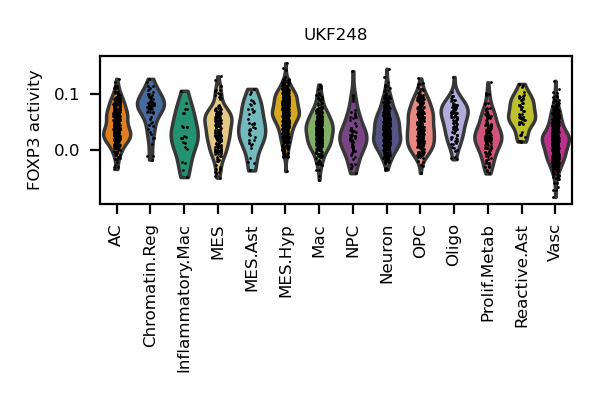 UKF248
FOXP3 activity
0.1
0.0
AC
Chromatin.Reg
Inflammatory.Mac
MES
MES.Ast
MES.Hyp
Mac
NPC
Neuron
OPC
Oligo
Prolif.Metab
Reactive.Ast
Vasc